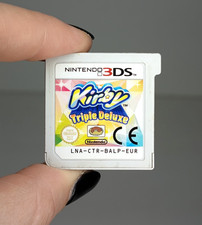 NINTENDO 3DS
Kirby
Triple Deluxe
Nintendo
CE
LNA-CTR-BALP-EUR